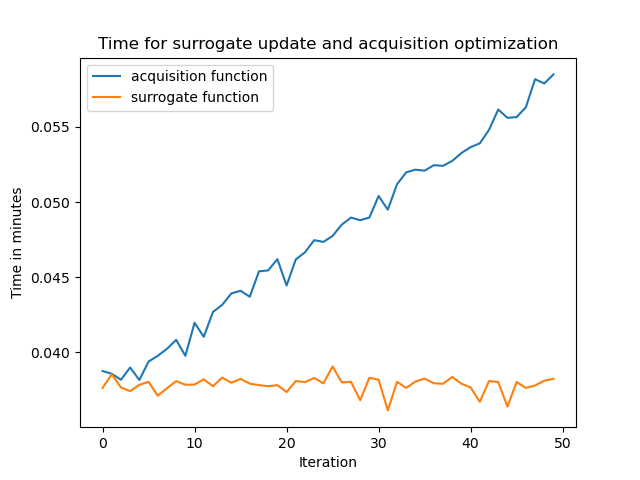 Time for surrogate update and acquisition optimization
acquisition function
surrogate function
0.055
0.050
0.045
0.040
Time in minutes
0 10 20 30 40 50
Iteration